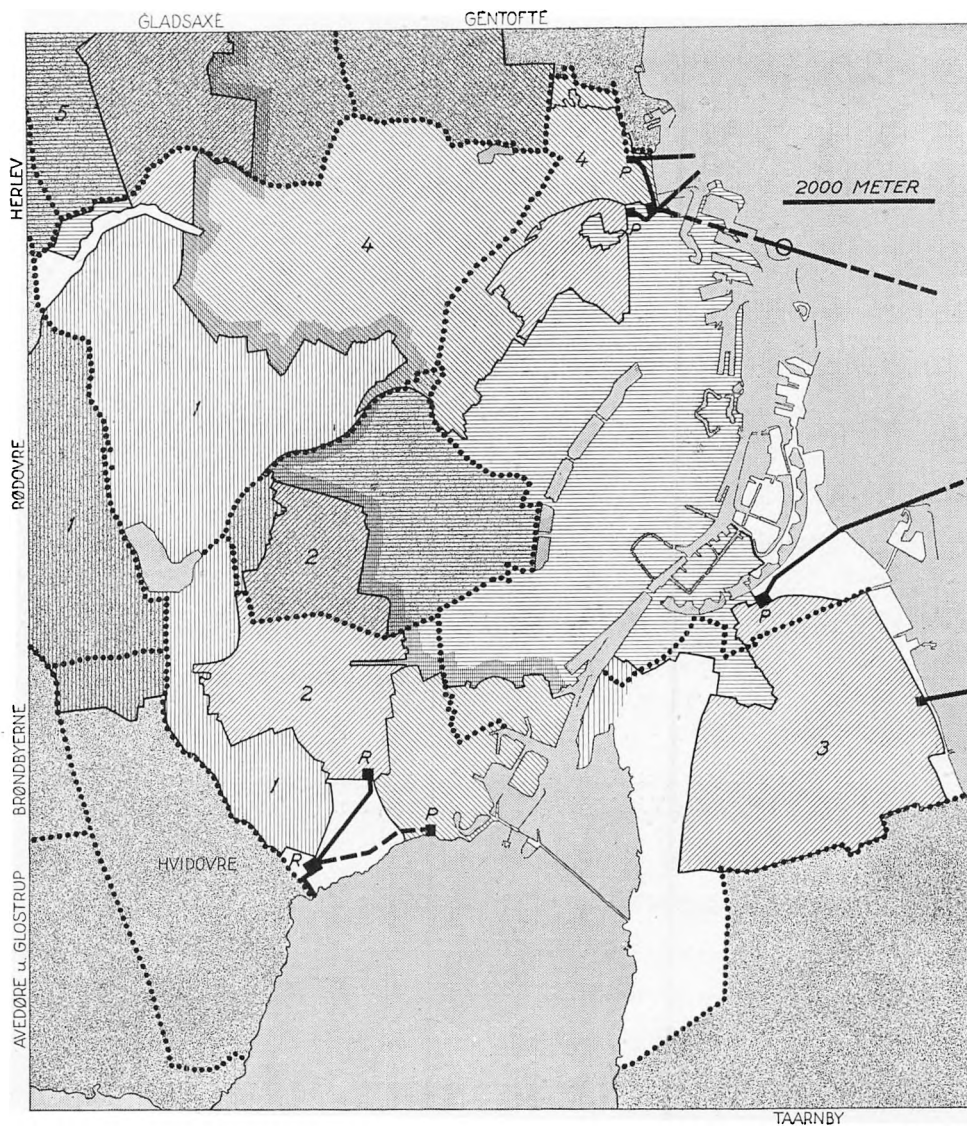 GLADSAXE
GENTOFTE
5
HERLEV
4
P
2000 METER
4
P
1
RØDOVRE
1
2
P
2
3
BRØNDBYERNE
R
1
P
R
HVIDOVRE
AVEDØRE u. GLOSTRUP
TAARNBY